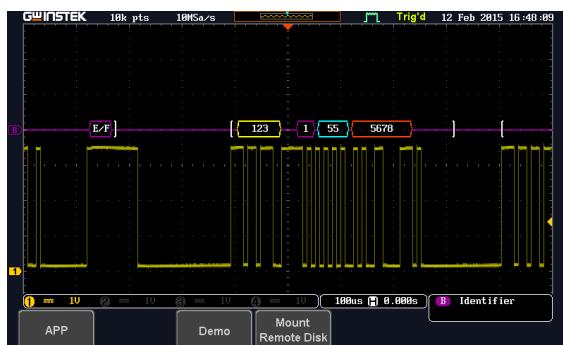 GWINSTEK 10k pts 10MSa/s Trig'd 12 Feb 2015 16:48:09
B E/F 123 1 55 5678
1
1 1V 2 1V 3 1V 4 1V 100us H 0.000s B Identifier
APP Demo Mount
Remote Disk